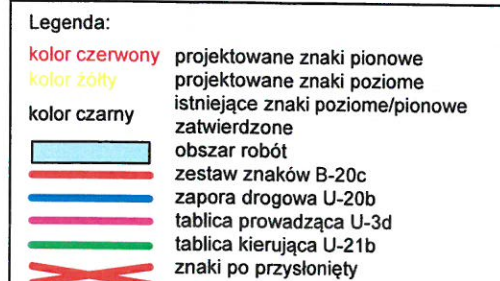 Legenda:
kolor czerwony projektowane znaki pionowe
kolor żółty projektowane znaki poziome
kolor czarny istniejące znaki poziome/pionowe
zatwierdzone
obszar robót
zestaw znaków B-20c
zapora drogowa U-20b
tablica prowadząca U-3d
tablica kierująca U-21b
znaki po przysłonięty